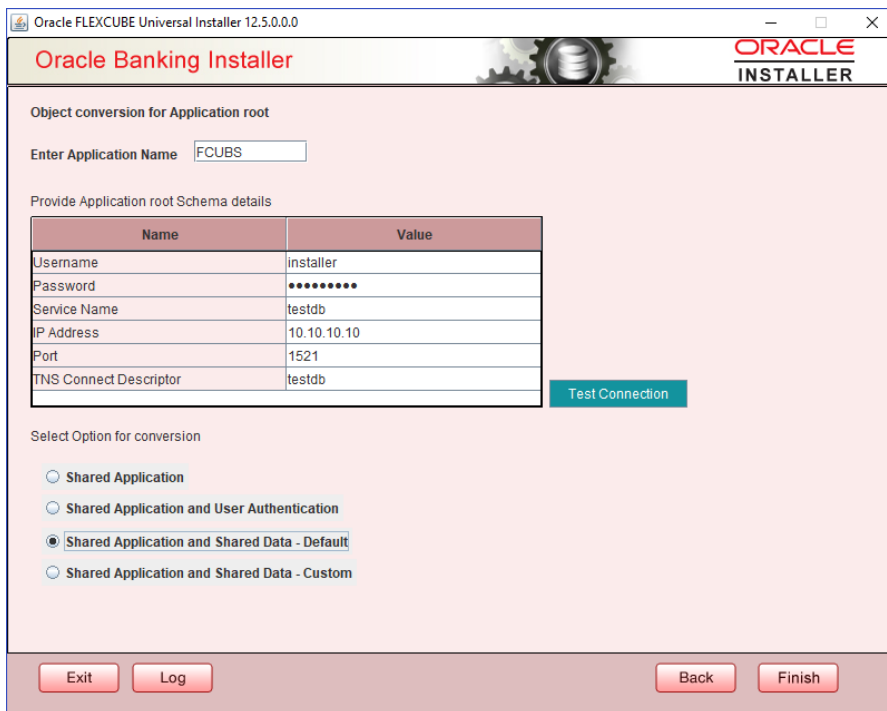 Oracle FLEXCUBE Universal Installer 12.5.0.0.0
Oracle Banking Installer
ORACLE
INSTALLER
Object conversion for Application root
Enter Application Name FCUBS
Provide Application root Schema details
Name Value
Username installer
Password •••••••••
Service Name testdb
IP Address 10.10.10.10
Port 1521
TNS Connect Descriptor testdb
Test Connection
Select Option for conversion
Shared Application
Shared Application and User Authentication
Shared Application and Shared Data - Default
Shared Application and Shared Data - Custom
Exit Log Back Finish